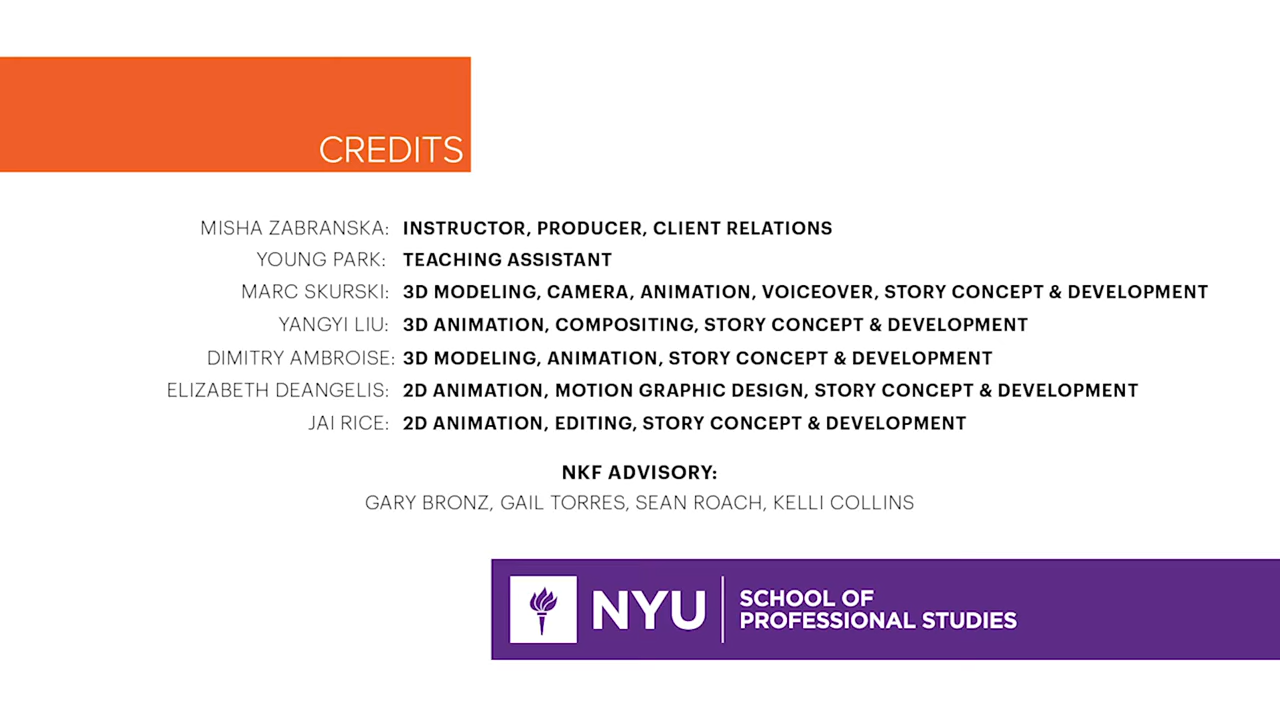 CREDITS
MISHA ZABRANSKA: INSTRUCTOR, PRODUCER, CLIENT RELATIONS
YOUNG PARK: TEACHING ASSISTANT
MARC SKURSKI: 3D MODELING, CAMERA, ANIMATION, VOICEOVER, STORY CONCEPT & DEVELOPMENT
YANGYI LIU: 3D ANIMATION, COMPOSITING, STORY CONCEPT & DEVELOPMENT
DIMITRY AMBROISE: 3D MODELING, ANIMATION, STORY CONCEPT & DEVELOPMENT
ELIZABETH DEANGELIS: 2D ANIMATION, MOTION GRAPHIC DESIGN, STORY CONCEPT & DEVELOPMENT
JAI RICE: 2D ANIMATION, EDITING, STORY CONCEPT & DEVELOPMENT
NKF ADVISORY:
GARY BRONZ, GAIL TORRES, SEAN ROACH, KELLI COLLINS
NYU
SCHOOL OF
PROFESSIONAL STUDIES